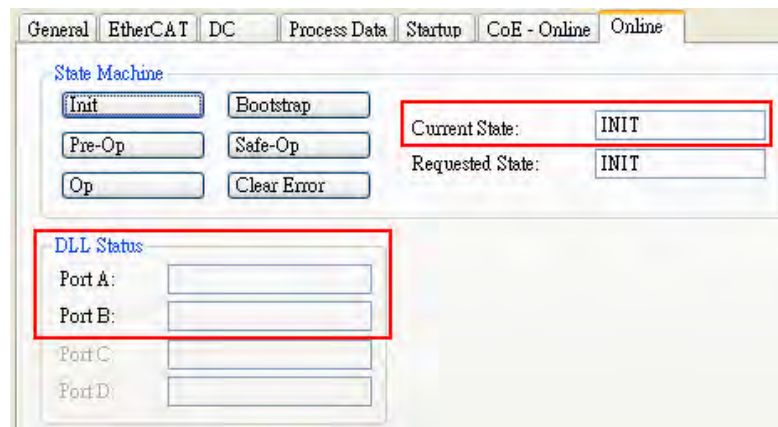 General EtherCAT DC Process Data Startup CoE - Online Online
State Machine
Init Bootstrap
Pre-Op Safe-Op
Op Clear Error
Current State: INIT
Requested State: INIT
DLL Status
Port A:
Port B:
Port C:
Port D: